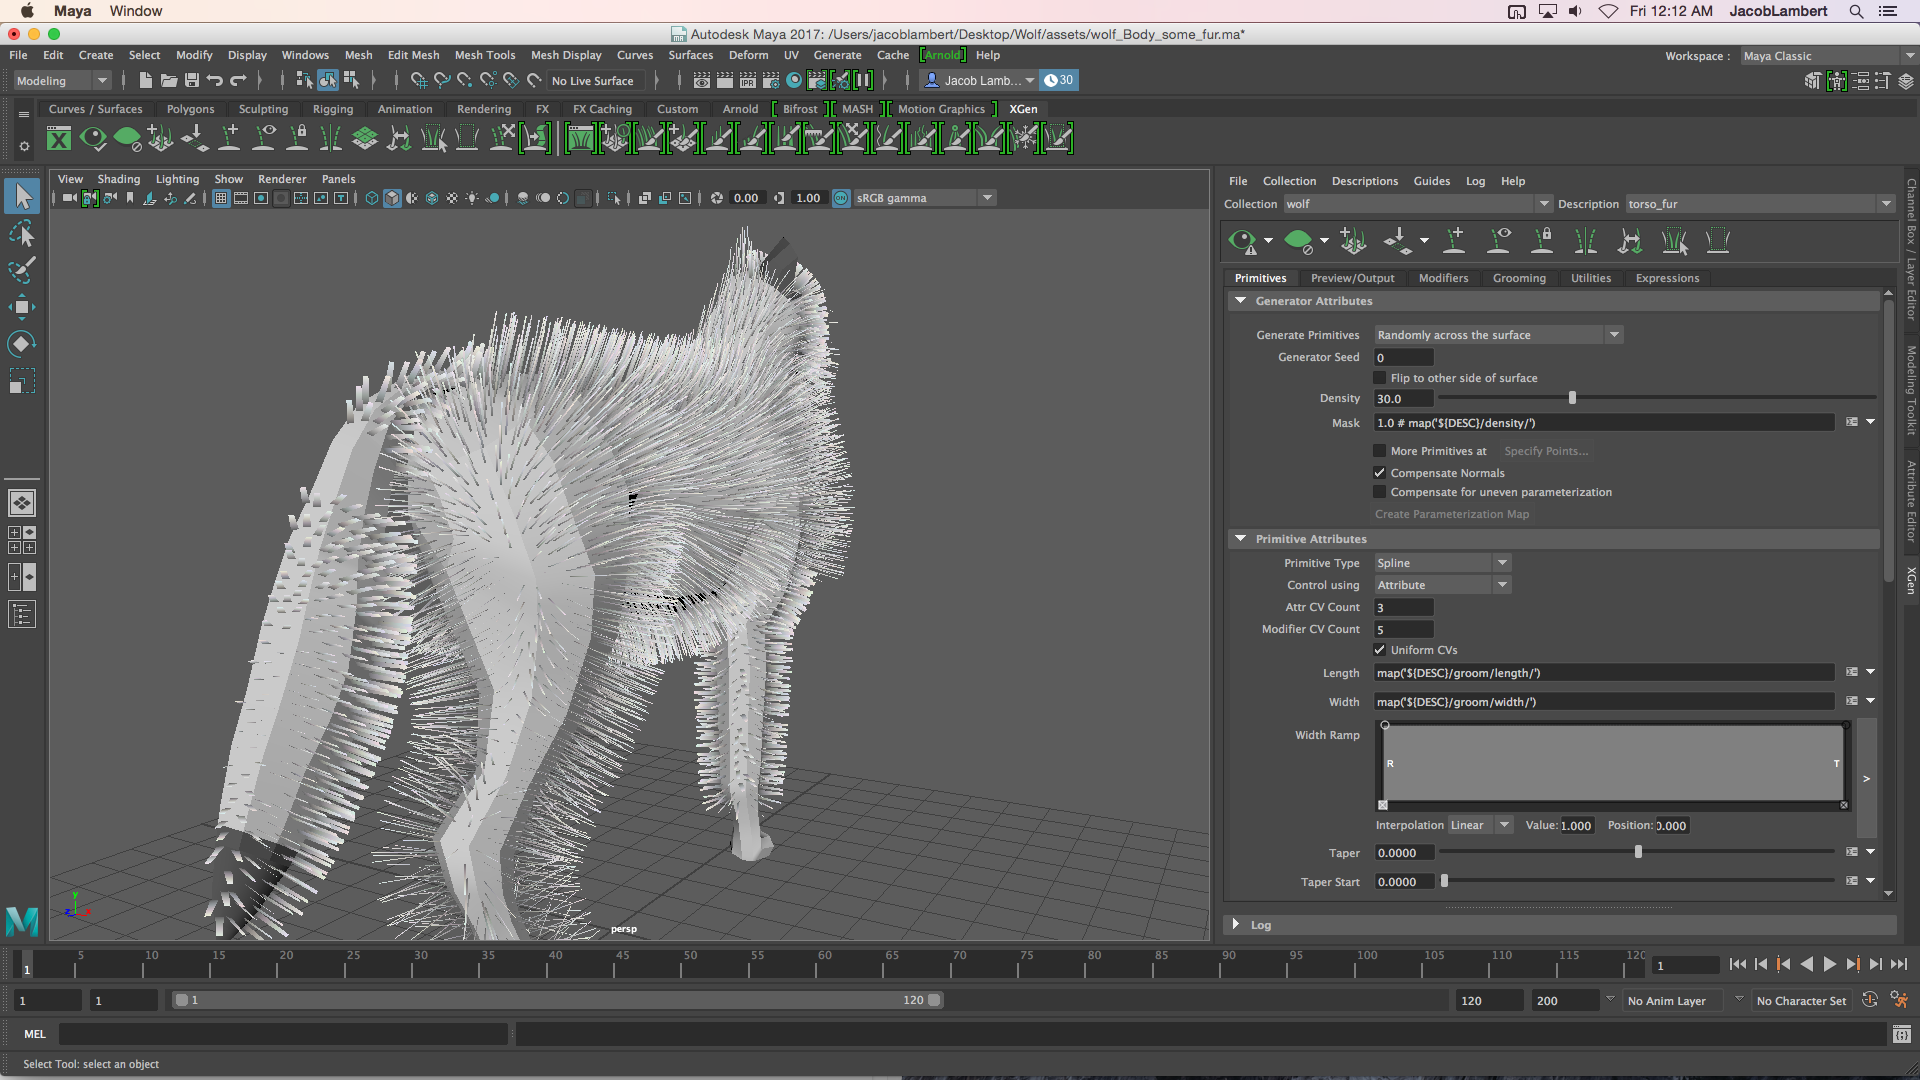 Maya Window Fri 12:12 AM JacobLambert
Autodesk Maya 2017: /Users/jacoblambert/Desktop/Wolf/assets/wolf_Body_some_fur.ma*
File Edit Create Select Modify Display Windows Mesh Edit Mesh Mesh Tools Mesh Display Curves Surfaces Deform UV Generate Cache [Arnold] Help Workspace : Maya Classic
Modeling No Live Surface IPR Jacob Lamb... 30
Curves / Surfaces Polygons Sculpting Rigging Animation Rendering FX FX Caching Custom Arnold [ Bifrost ][ MASH ][ Motion Graphics ] XGen
View Shading Lighting Show Renderer Panels
0.00 1.00 ON sRGB gamma
File Collection Descriptions Guides Log Help
Collection wolf Description torso_fur
Primitives Preview/Output Modifiers Grooming Utilities Expressions
Generator Attributes
Generate Primitives Randomly across the surface
Generator Seed 0
Flip to other side of surface
Density 30.0
Mask 1.0 # map('${DESC}/density/')
More Primitives at Specify Points...
Compensate Normals
Compensate for uneven parameterization
Create Parameterization Map
Primitive Attributes
Primitive Type Spline
Control using Attribute
Attr CV Count 3
Modifier CV Count 5
Uniform CVs
Length map('${DESC}/groom/length/')
Width map('${DESC}/groom/width/')
Width Ramp
R T
>
Interpolation Linear Value: 1.000 Position: 0.000
Taper 0.0000
Taper Start 0.0000
Log
Channel Box / Layer Editor
Modeling Toolkit
Attribute Editor
XGen
y
z x
persp
M
1 5 10 15 20 25 30 35 40 45 50 55 60 65 70 75 80 85 90 95 100 105 110 115 120 1
1 1 1 120 120 200 No Anim Layer No Character Set
MEL
Select Tool: select an object